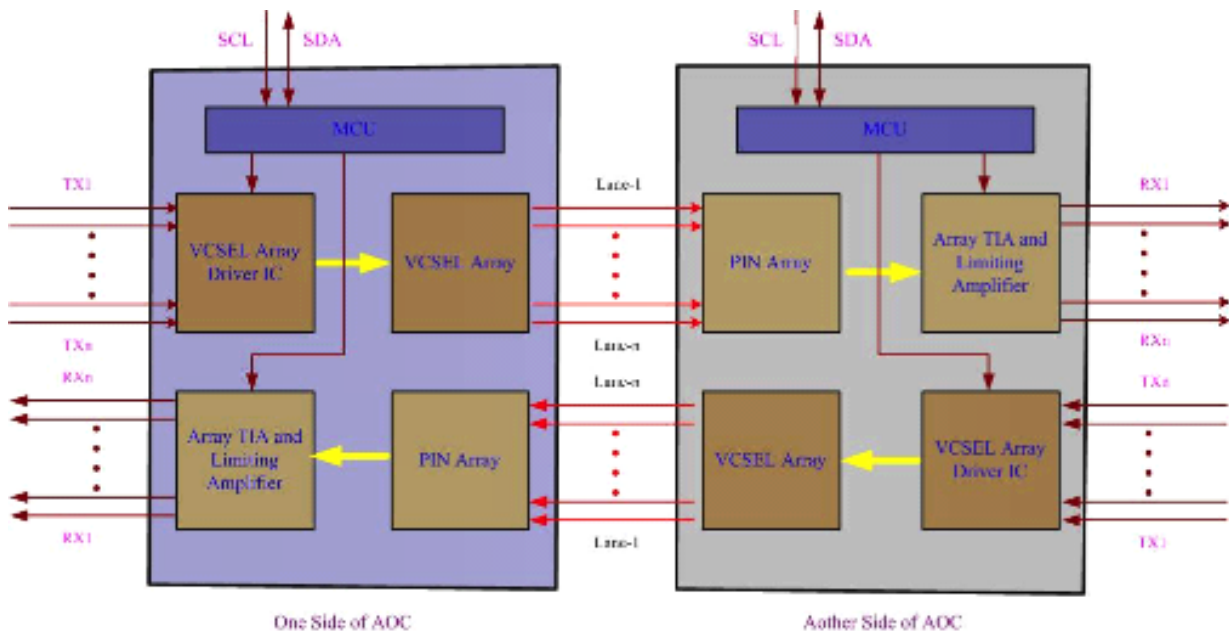 SCL
SDA
SCL
SDA
MCU
MCU
TX1
Lane-1
RX1
VCSEL Array
Driver IC
VCSEL Array
PIN Array
Array TIA and
Limiting
Amplifier
TXn
Lane-n
RXn
RXn
Lane-n
TXn
Array TIA and
Limiting
Amplifier
PIN Array
VCSEL Array
VCSEL Array
Driver IC
RX1
Lane-1
TX1
One Side of AOC
Aother Side of AOC